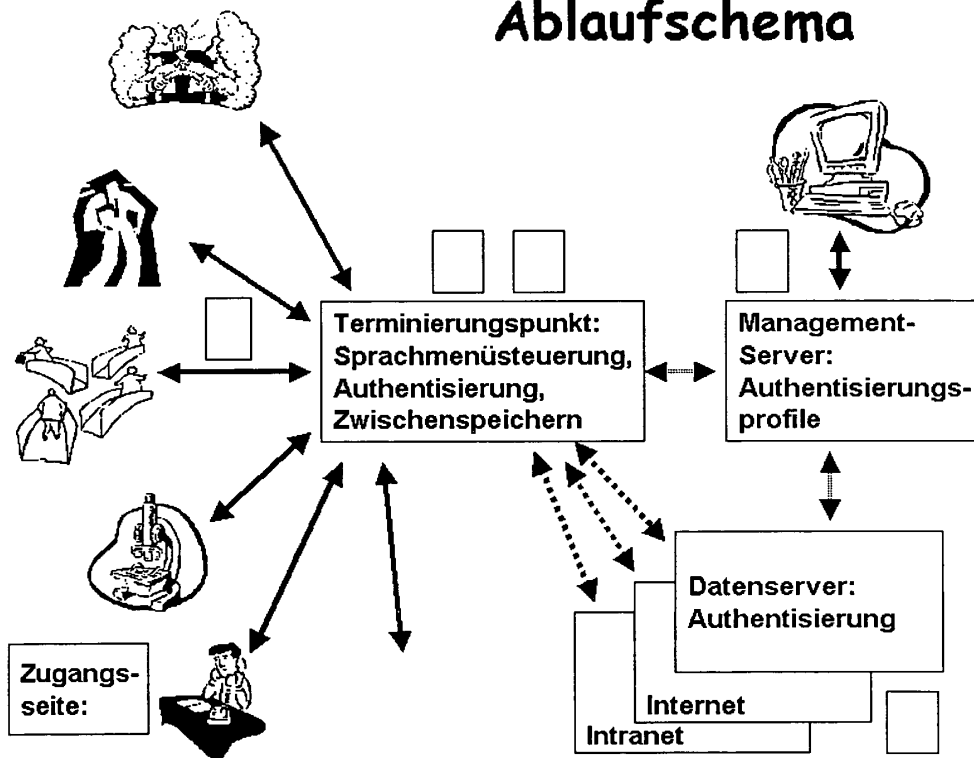 Ablaufschema
Terminierungspunkt:
Sprachmenüsteuerung,
Authentisierung,
Zwischenspeichern
Management-
Server:
Authentisierungs-
profile
Datenserver:
Authentisierung
Internet
Intranet
Zugangs-
seite: